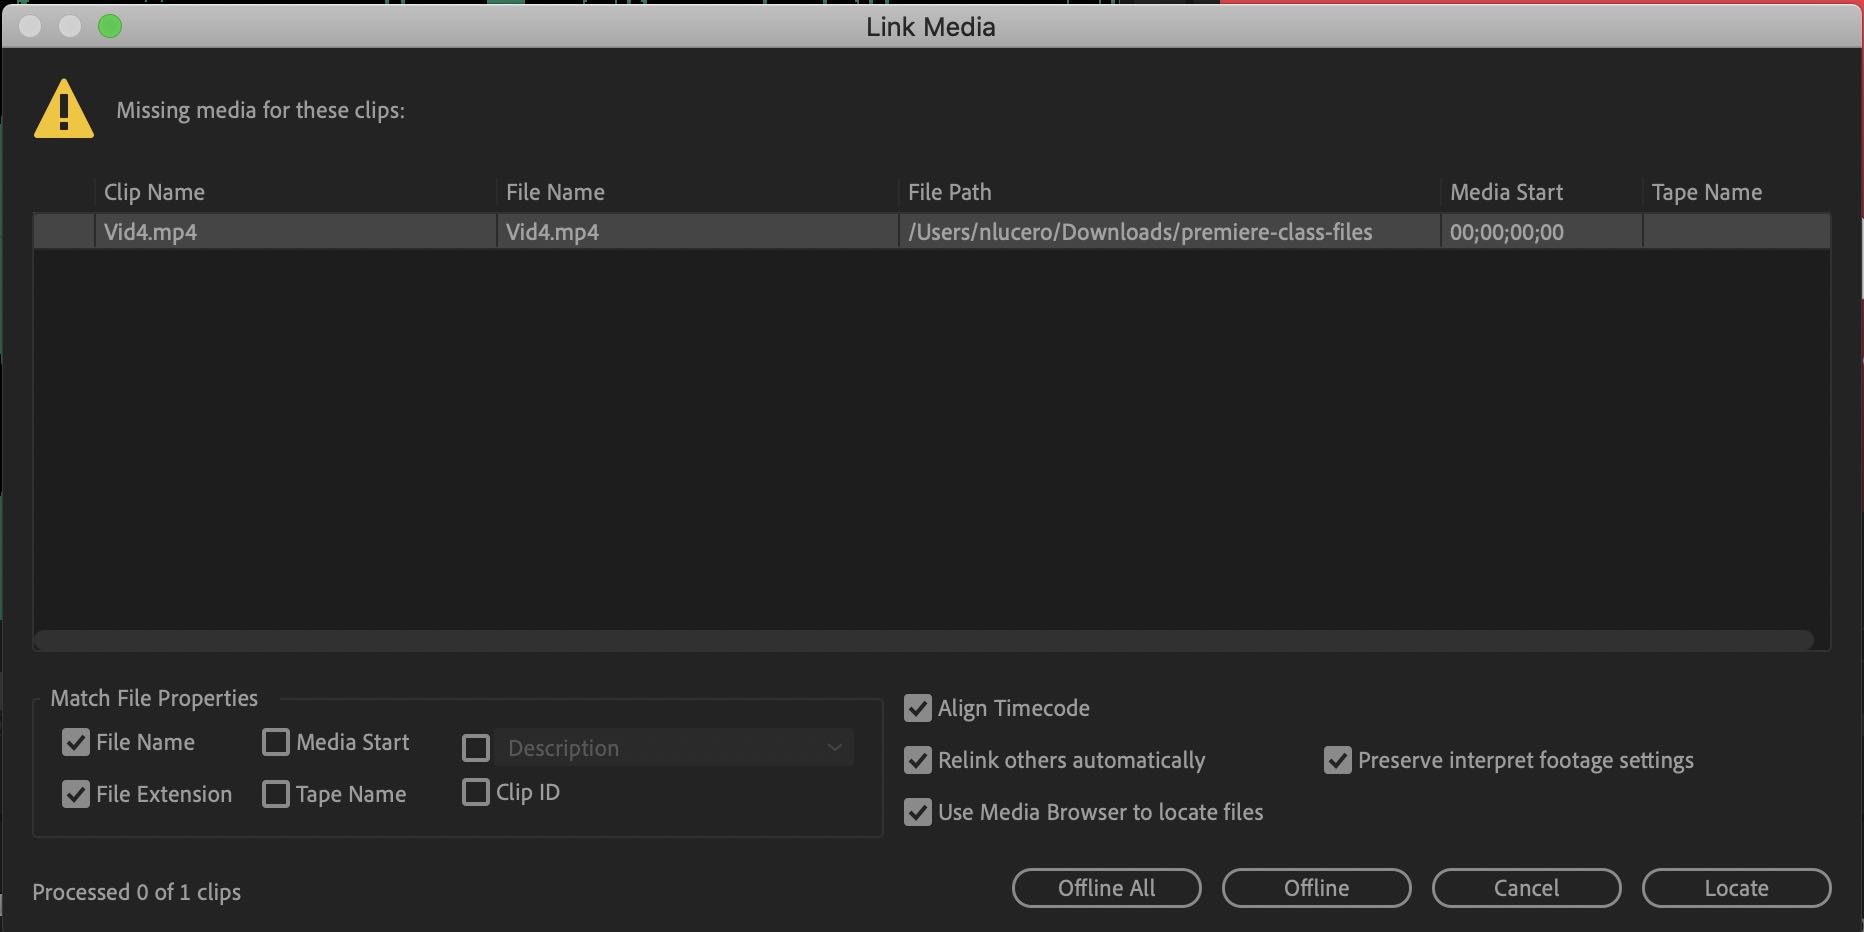 Link Media
Missing media for these clips:
Clip Name File Name File Path Media Start Tape Name
Vid4.mp4 Vid4.mp4 /Users/nlucero/Downloads/premiere-class-files 00;00;00;00
Match File Properties
File Name Media Start Description
File Extension Tape Name Clip ID
Align Timecode
Relink others automatically Preserve interpret footage settings
Use Media Browser to locate files
Processed 0 of 1 clips
Offline All Offline Cancel Locate